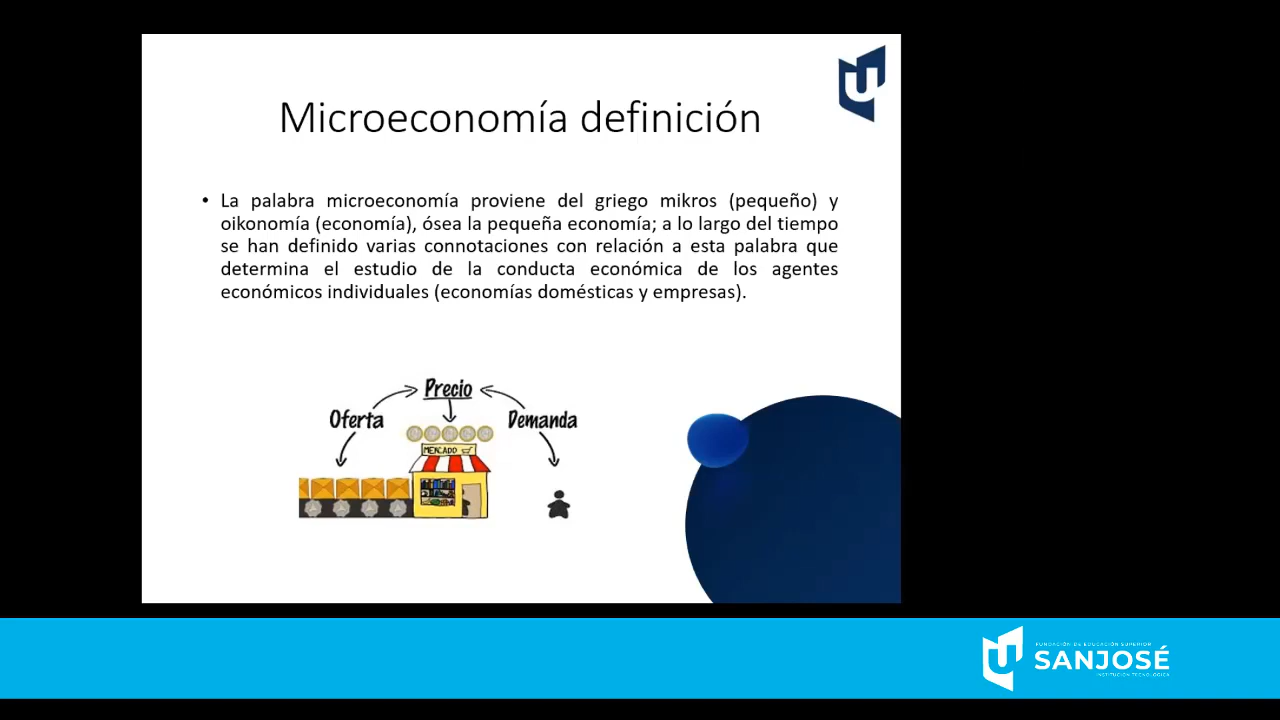 Microeconomía definición
• La palabra microeconomía proviene del griego mikros (pequeño) y
oikonomía (economía), ósea la pequeña economía; a lo largo del tiempo
se han definido varias connotaciones con relación a esta palabra que
determina el estudio de la conducta económica de los agentes
económicos individuales (economías domésticas y empresas).
Precio
Oferta
Demanda
MERCADO
FUNDACIÓN DE EDUCACIÓN SUPERIOR
SANJOSÉ
INSTITUCIÓN TECNOLÓGICA